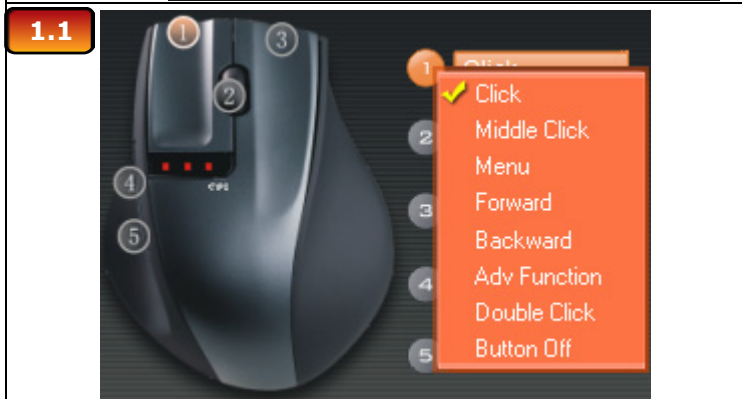 1.1
1
3
2
4
5
1
Click
Click
2
Middle Click
Menu
3
Forward
Backward
4
Adv Function
Double Click
5
Button Off